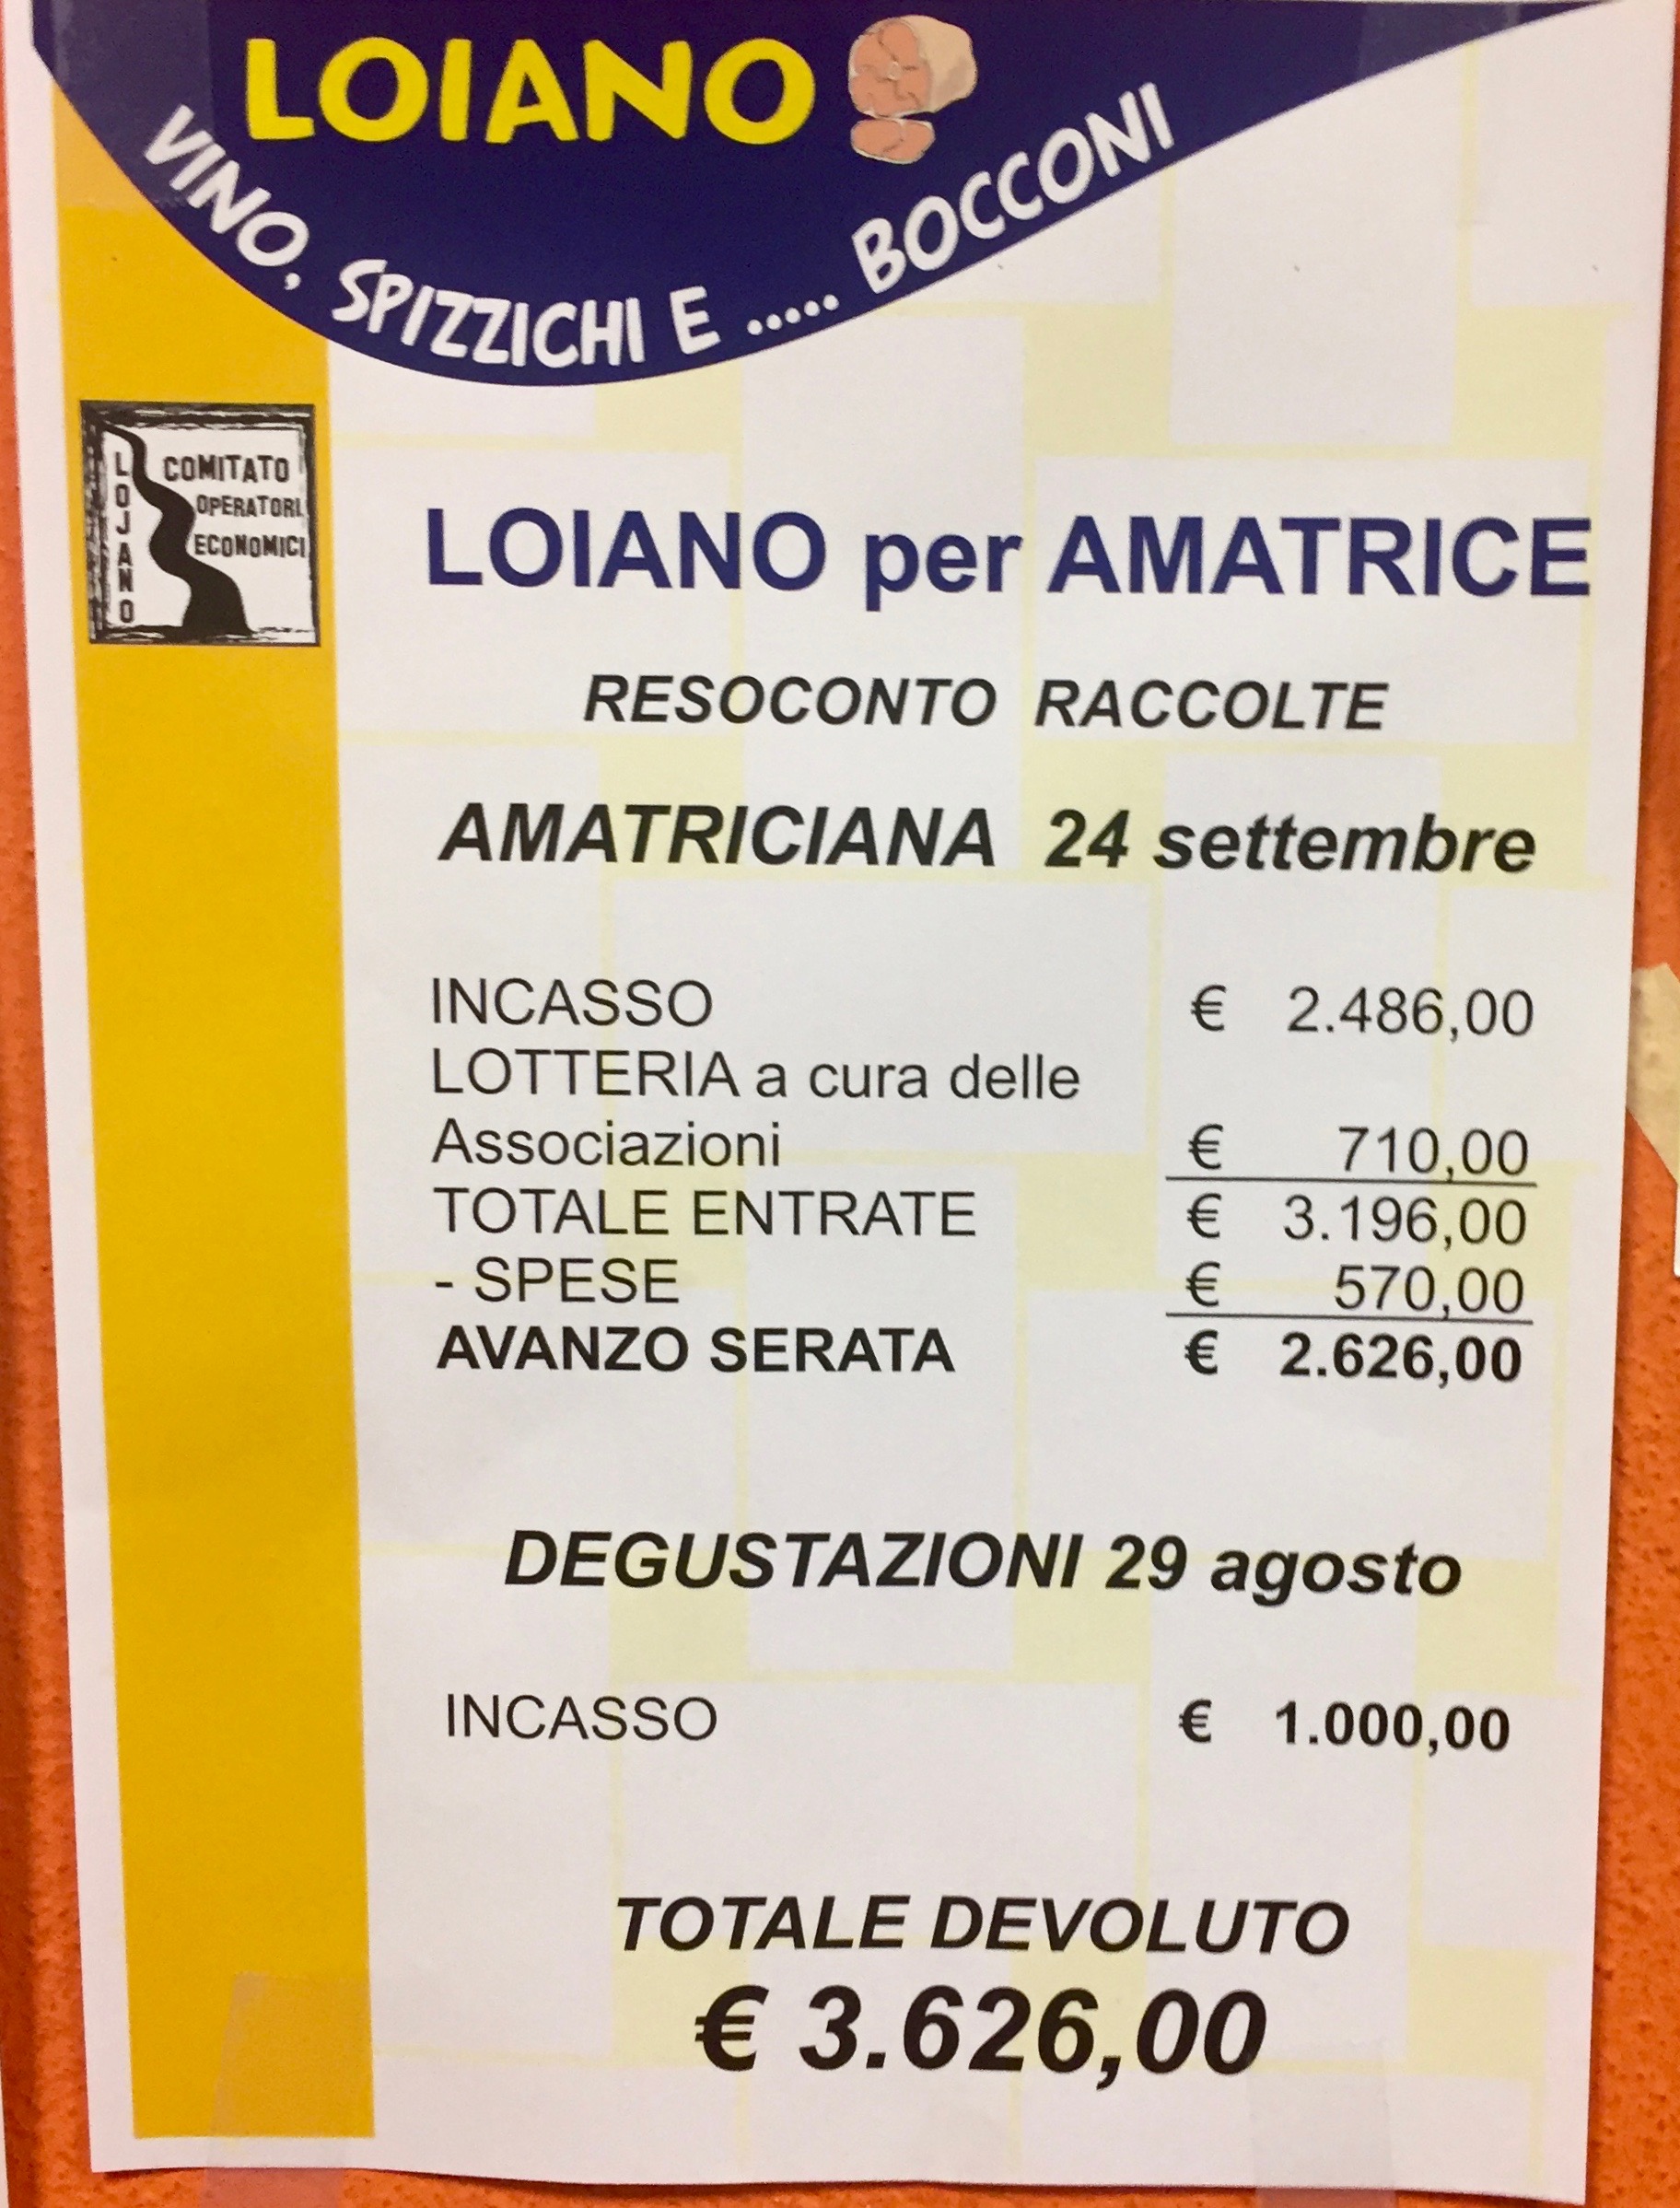 LOIANO
VINO, SPIZZICHI E ..... BOCCONI
LOJANO
COMITATO
OPERATORI
ECONOMICI
LOIANO per AMATRICE
RESOCONTO RACCOLTE
AMATRICIANA 24 settembre
INCASSO € 2.486,00
LOTTERIA a cura delle
Associazioni € 710,00
TOTALE ENTRATE € 3.196,00
- SPESE € 570,00
AVANZO SERATA € 2.626,00
DEGUSTAZIONI 29 agosto
INCASSO € 1.000,00
TOTALE DEVOLUTO
€ 3.626,00